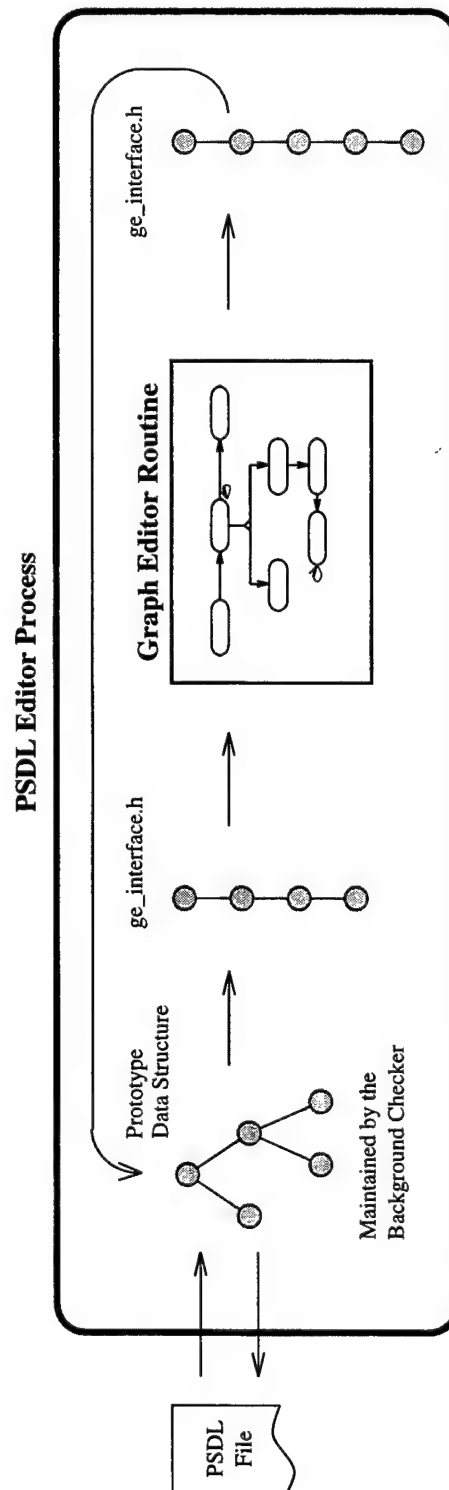 PSDL Editor Process
PSDL
File
Prototype
Data Structure
Maintained by the
Background Checker
ge_interface.h
Graph Editor Routine
ge_interface.h